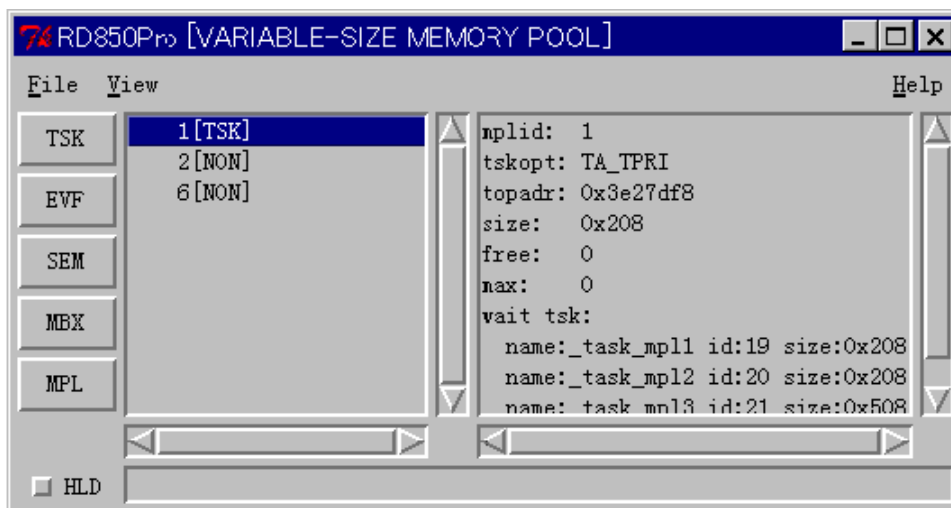 RD850Pro [VARIABLE-SIZE MEMORY POOL]
File View Help
TSK
EVF
SEM
MBX
MPL
1[TSK]
2[NON]
6[NON]
mplid: 1
tskopt: TA_TPRI
topadr: 0x3e27df8
size: 0x208
free: 0
max: 0
wait tsk:
name:_task_mpl1 id:19 size:0x208
name:_task_mpl2 id:20 size:0x208
name:_task_mpl3 id:21 size:0x508
HLD